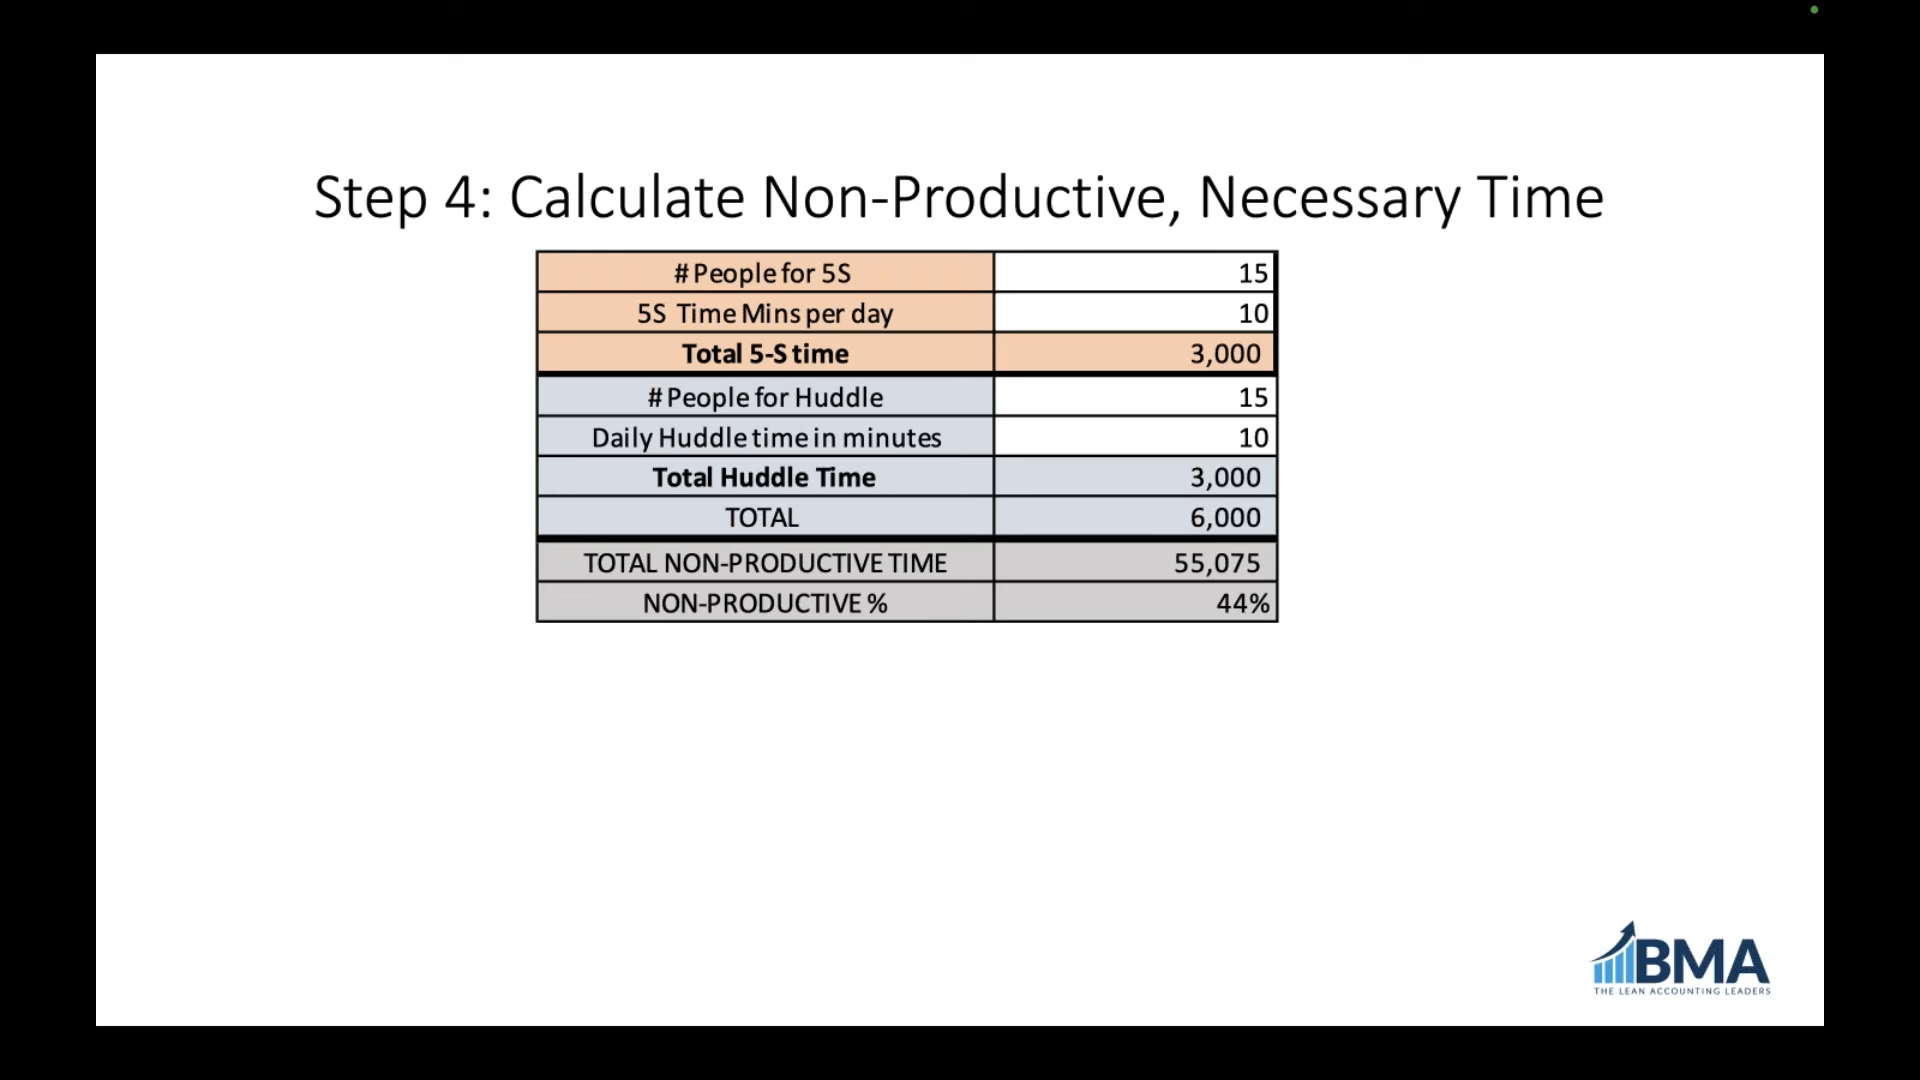 Step 4: Calculate Non-Productive, Necessary Time
# People for 5S 15
5S Time Mins per day 10
Total 5-S time 3,000
# People for Huddle 15
Daily Huddle time in minutes 10
Total Huddle Time 3,000
TOTAL 6,000
TOTAL NON-PRODUCTIVE TIME 55,075
NON-PRODUCTIVE % 44%
BMA
THE LEAN ACCOUNTING LEADERS